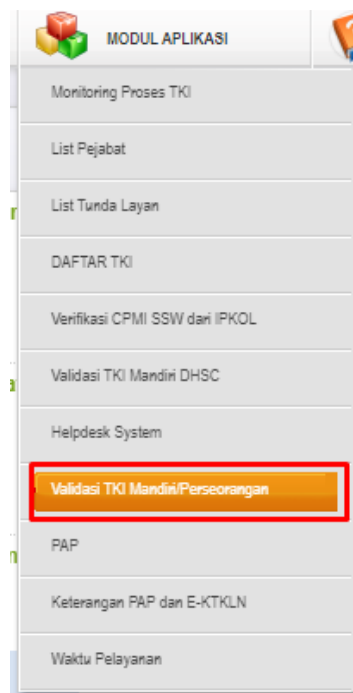 MODUL APLIKASI
Monitoring Proses TKI
List Pejabat
List Tunda Layan
DAFTAR TKI
Verifikasi CPMI SSW dari IPKOL
Validasi TKI Mandiri DHSC
Helpdesk System
Validasi TKI Mandiri/Perseorangan
PAP
Keterangan PAP dan E-KTKLN
Waktu Pelayanan